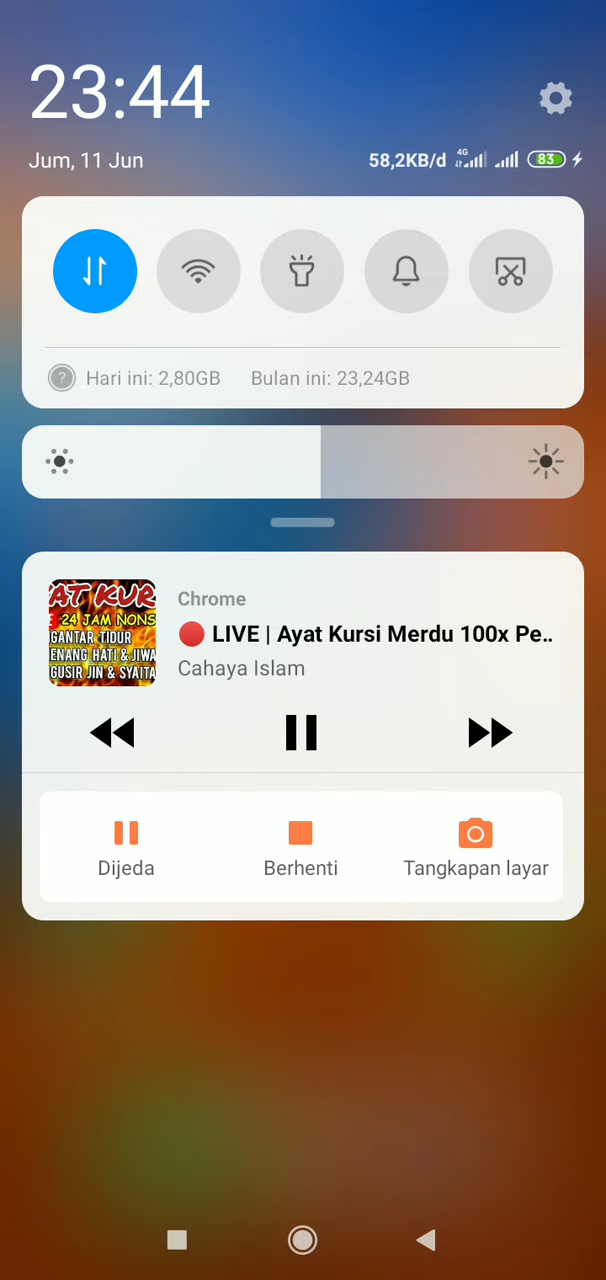 23:44
Jum, 11 Jun
58,2KB/d 4G 83
? Hari ini: 2,80GB Bulan ini: 23,24GB
Chrome
LIVE | Ayat Kursi Merdu 100x Pe..
Cahaya Islam
AT KUR
24 JAM NONS
GANTAR TIDUR
ENANG HATI & JIWA
GUSIR JIN & SYAITA
Dijeda Berhenti Tangkapan layar